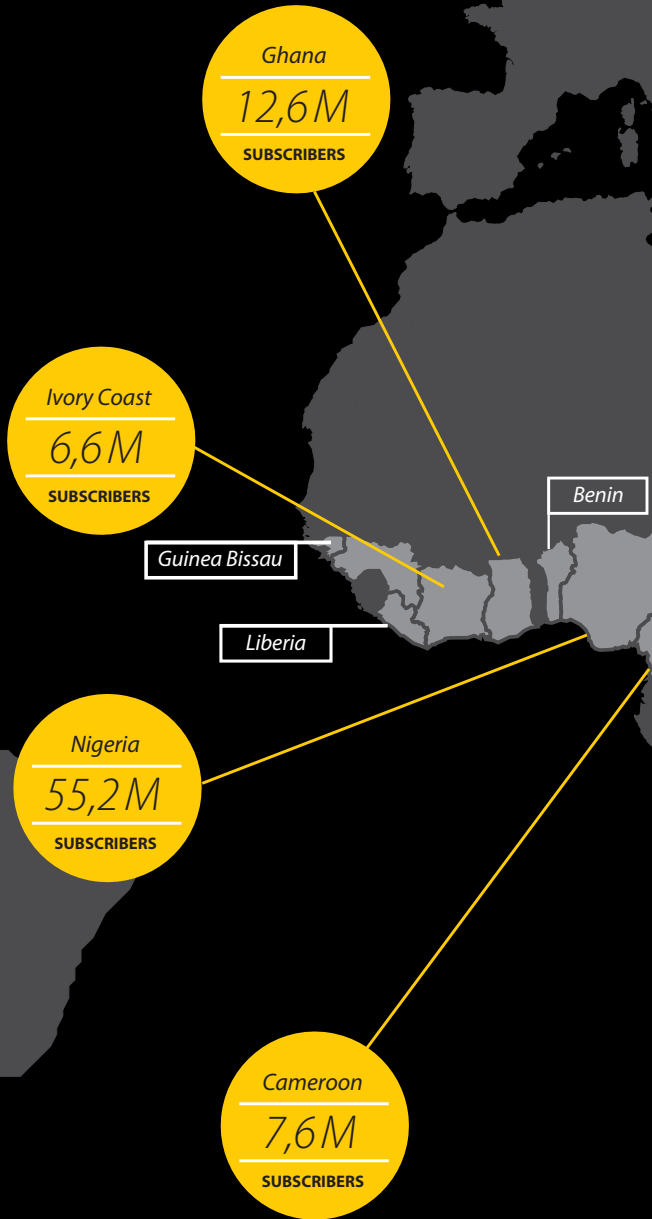 Ghana
12,6 M
SUBSCRIBERS
Ivory Coast
6,6 M
SUBSCRIBERS
Benin
Guinea Bissau
Liberia
Nigeria
55,2 M
SUBSCRIBERS
Cameroon
7,6 M
SUBSCRIBERS